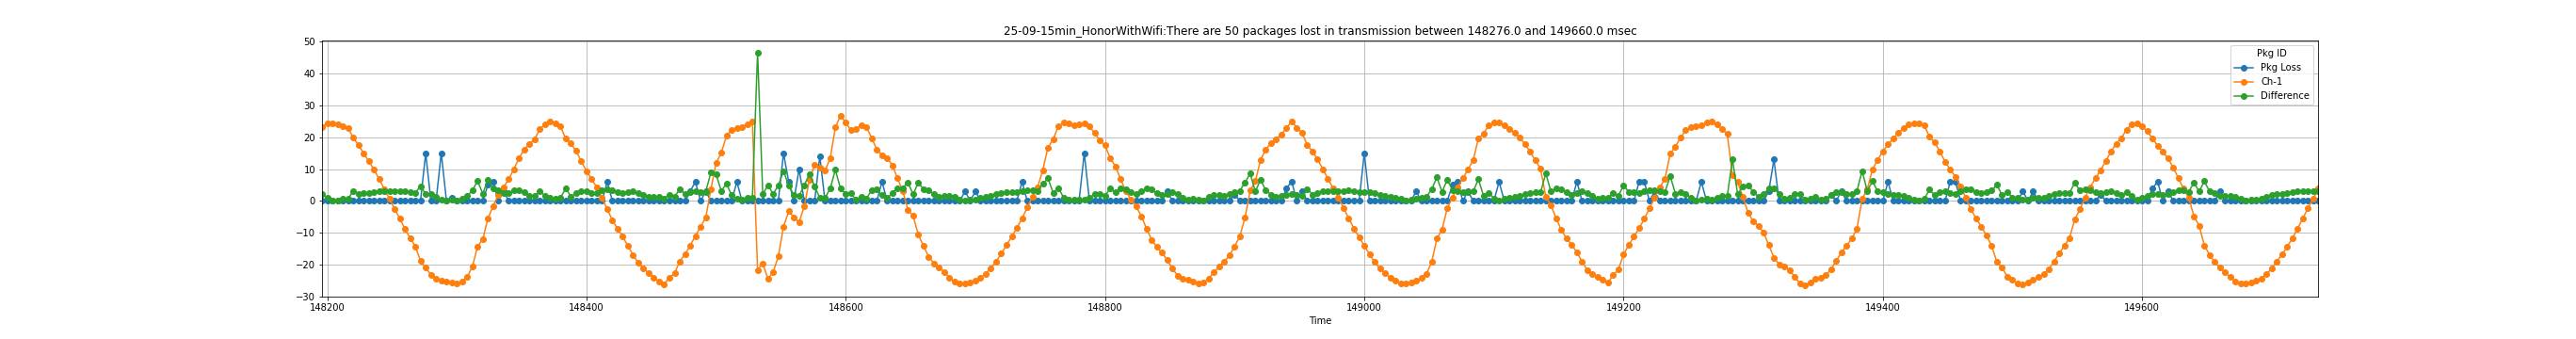 25-09-15min_HonorWithWifi:There are 50 packages lost in transmission between 148276.0 and 149660.0 msec
50
40
30
20
10
0
−10
−20
−30
Pkg ID
Pkg Loss
Ch-1
Difference
148200 148400 148600 148800 149000 149200 149400 149600
Time